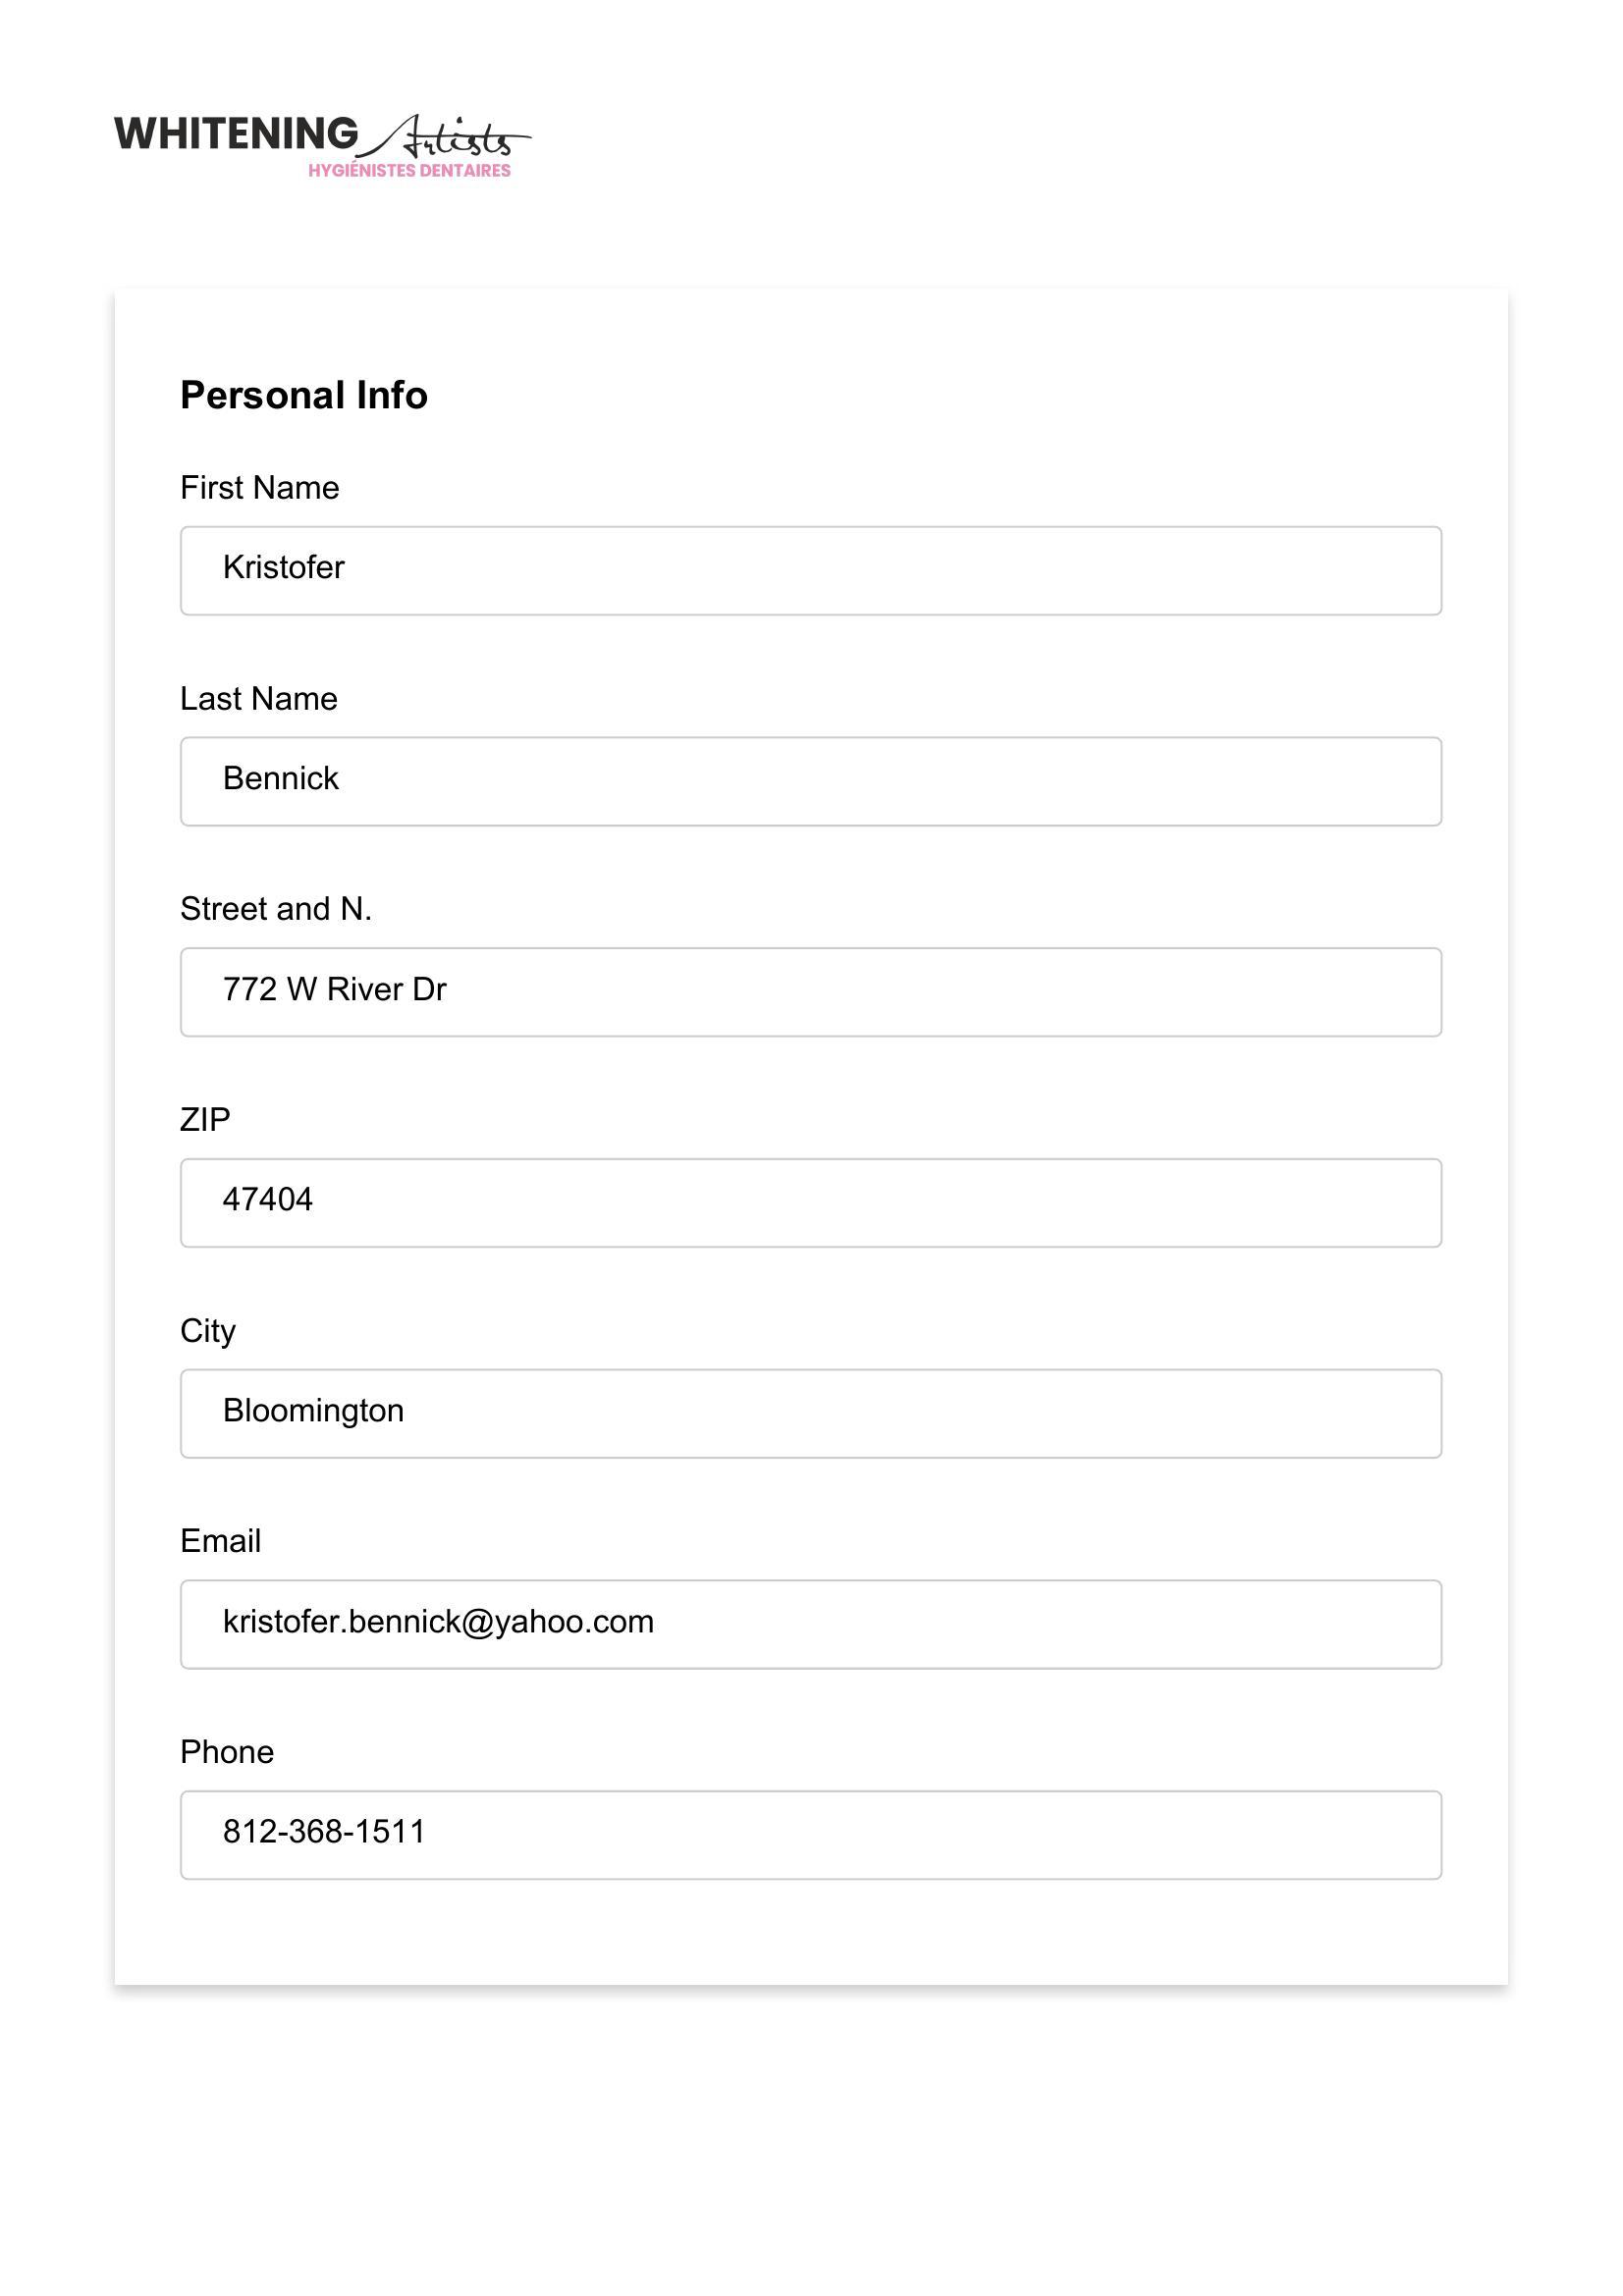 WHITENING Artists
HYGIÉNISTES DENTAIRES
Personal Info
First Name
Kristofer
Last Name
Bennick
Street and N.
772 W River Dr
ZIP
47404
City
Bloomington
Email
kristofer.bennick@yahoo.com
Phone
812-368-1511